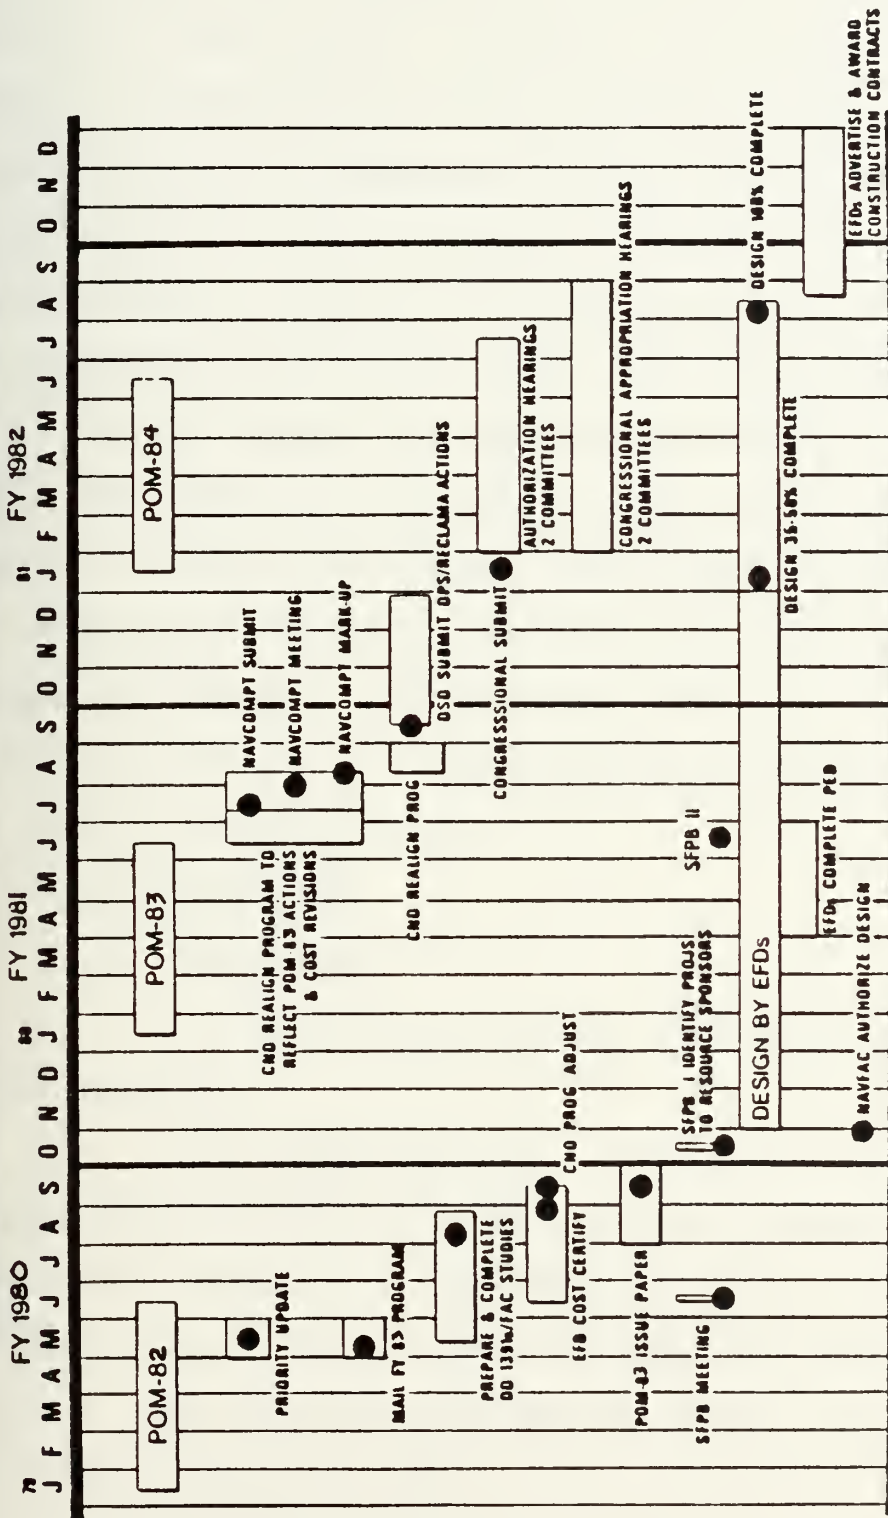 FY 1980
FY 1981
FY 1982
79
80
81
J F M A M J J A S O N D J F M A M J J A S O N D J F M A M J J A S O N D
POM-82
POM-83
POM-84
PRIORITY UPDATE
MAIL FY 83 PROGRAM
PREPARE & COMPLETE
DD 1391s/FAC STUDIES
EFD COST CERTIFY
CNO PROG ADJUST
POM-83 ISSUE PAPER
SFPB MEETING
CNO REALIGN PROGRAM TO
REFLECT POM-83 ACTIONS
& COST REVISIONS
NAVCOMPT SUBMIT
NAVCOMPT MEETING
NAVCOMPT MARK-UP
CNO REALIGN PROG
OSD SUBMIT DPS/RECLAMA ACTIONS
CONGRESSSIONAL SUBMIT
AUTHORIZATION HEARINGS
2 COMMITTEES
CONGRESSIONAL APPROPRIATION HEARINGS
2 COMMITTEES
SFPB I IDENTIFY PROJS
TO RESOURCE SPONSORS
SFPB II
DESIGN BY EFDs
DESIGN 35-50% COMPLETE
DESIGN 100% COMPLETE
EFDs COMPLETE PED
NAVFAC AUTHORIZE DESIGN
EFDs ADVERTISE & AWARD
CONSTRUCTION CONTRACTS